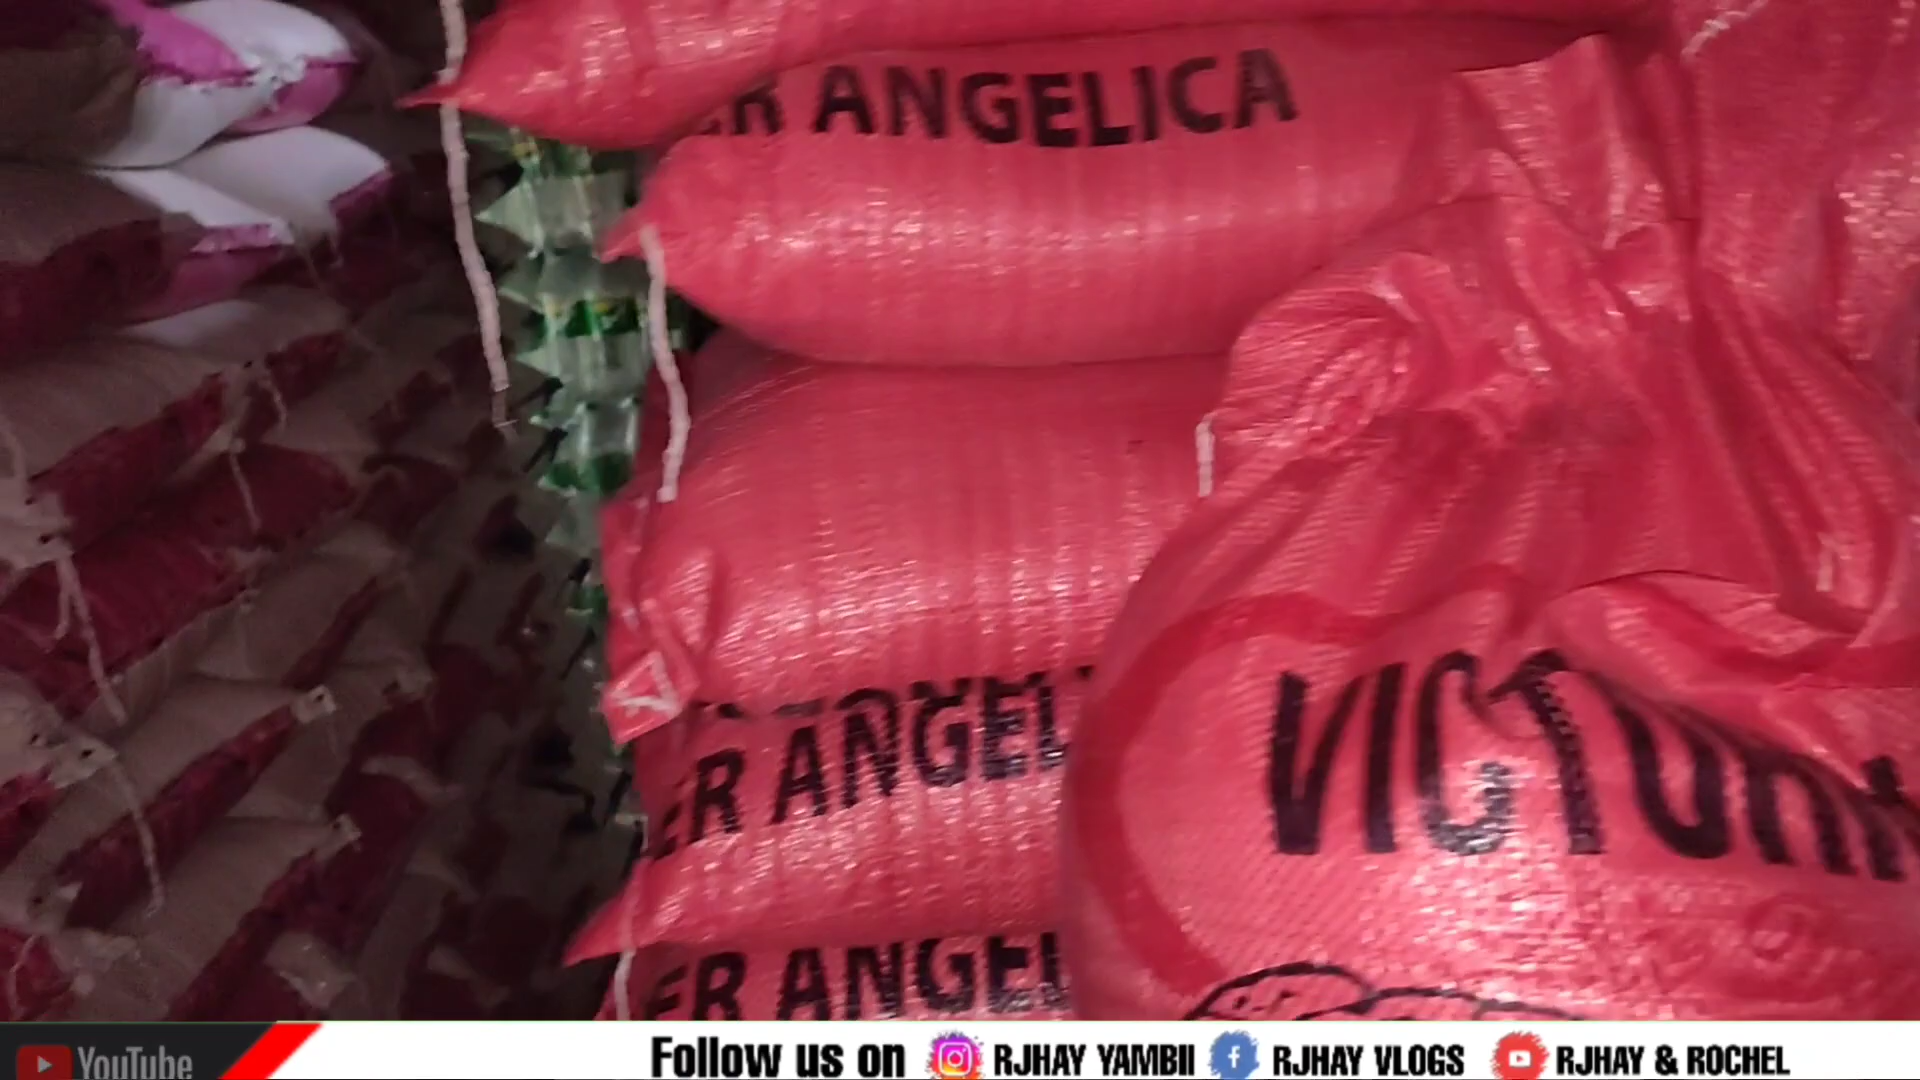 ER ANGELICA
ER ANGEL
VICTOR
ER ANGEL
YouTube
Follow us on RJHAY YAMBII RJHAY VLOGS RJHAY & ROCHEL